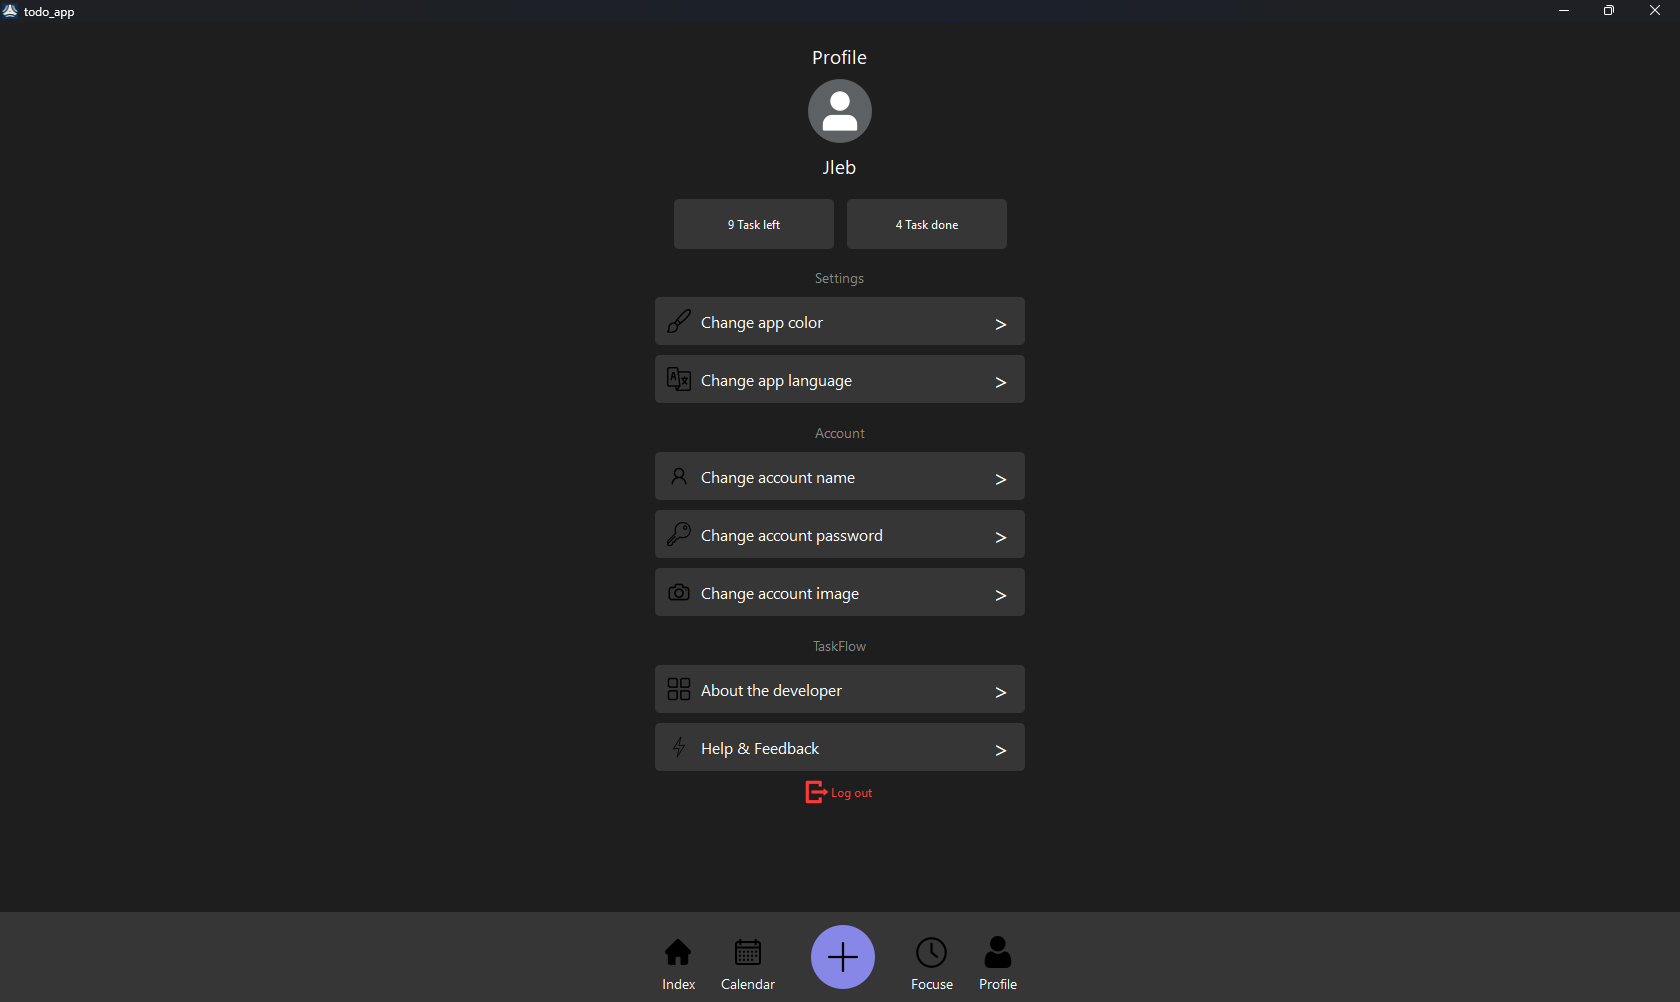 todo_app
Profile
Jleb
9 Task left
4 Task done
Settings
Change app color >
Change app language >
Account
Change account name >
Change account password >
Change account image >
TaskFlow
About the developer >
Help & Feedback >
Log out
Index
Calendar
Focuse
Profile